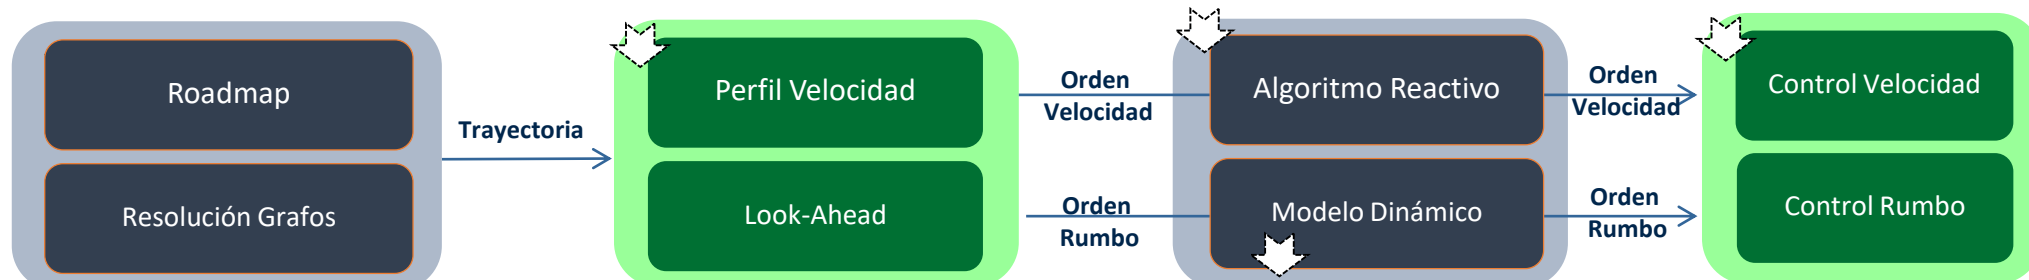 Roadmap
Resolución Grafos
Trayectoria
Perfil Velocidad
Look-Ahead
Orden
Velocidad
Orden
Rumbo
Algoritmo Reactivo
Modelo Dinámico
Orden
Velocidad
Orden
Rumbo
Control Velocidad
Control Rumbo